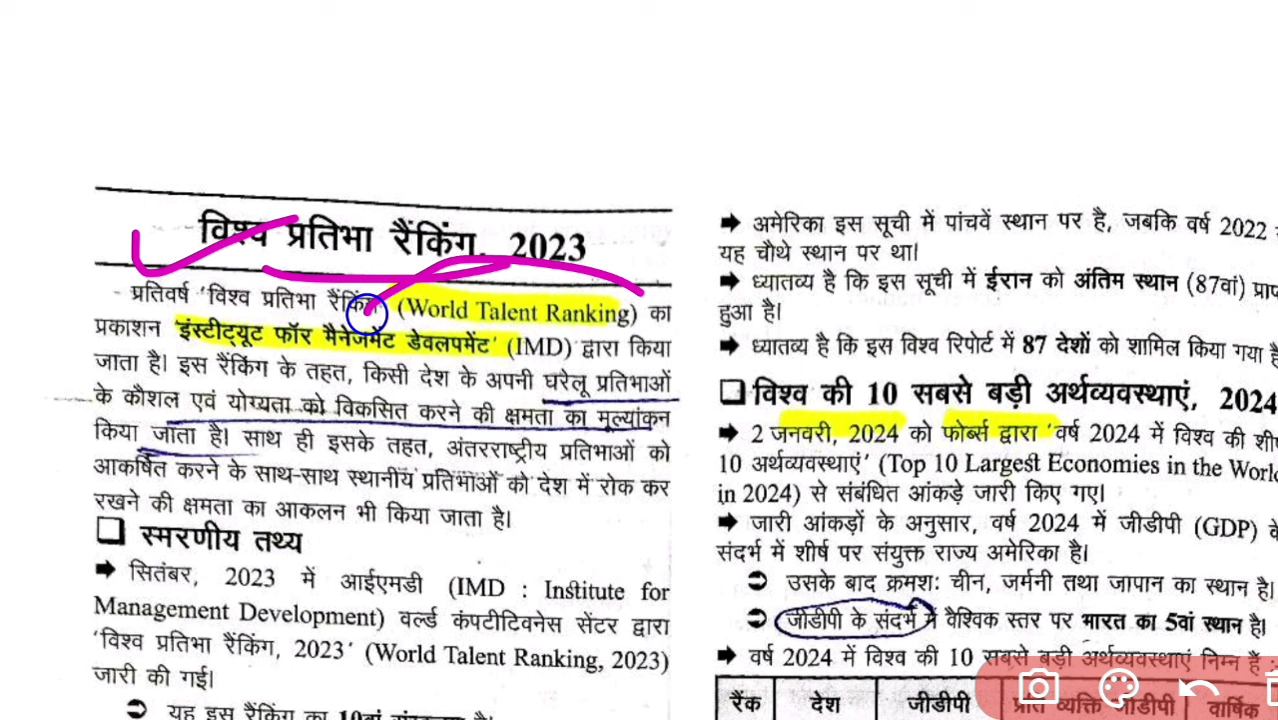 विश्व प्रतिभा रैंकिंग, 2023
प्रतिवर्ष 'विश्व प्रतिभा रैंकिंग' (World Talent Ranking) का
प्रकाशन 'इंस्टीट्यूट फॉर मैनेजमेंट डेवलपमेंट' (IMD) द्वारा किया
जाता है। इस रैंकिंग के तहत, किसी देश के अपनी घरेलू प्रतिभाओं
के कौशल एवं योग्यता को विकसित करने की क्षमता का मूल्यांकन
किया जाता है। साथ ही इसके तहत, अंतरराष्ट्रीय प्रतिभाओं को
आकर्षित करने के साथ-साथ स्थानीय प्रतिभाओं को देश में रोक कर
रखने की क्षमता का आकलन भी किया जाता है।
❑ स्मरणीय तथ्य
➡ सितंबर, 2023 में आईएमडी (IMD : Institute for
Management Development) वर्ल्ड कंपटीटिवनेस सेंटर द्वारा
'विश्व प्रतिभा रैंकिंग, 2023' (World Talent Ranking, 2023)
जारी की गई।
➲ यह इस रैंकिंग का 10वां संस्करण है।
➡ अमेरिका इस सूची में पांचवें स्थान पर है, जबकि वर्ष 2022
यह चौथे स्थान पर था।
➡ ध्यातव्य है कि इस सूची में ईरान को अंतिम स्थान (87वां)
हुआ है।
➡ ध्यातव्य है कि इस विश्व रिपोर्ट में 87 देशों को शामिल किया गया है
❑ विश्व की 10 सबसे बड़ी अर्थव्यवस्थाएं, 2024
➡ 2 जनवरी, 2024 को फोर्ब्स द्वारा 'वर्ष 2024 में विश्व की
10 अर्थव्यवस्थाएं' (Top 10 Largest Economies in the World
in 2024) से संबंधित आंकड़े जारी किए गए।
➡ जारी आंकड़ों के अनुसार, वर्ष 2024 में जीडीपी (GDP) के
संदर्भ में शीर्ष पर संयुक्त राज्य अमेरिका है।
➲ उसके बाद क्रमशः चीन, जर्मनी तथा जापान का स्थान है।
➲ जीडीपी के संदर्भ में वैश्विक स्तर पर भारत का 5वां स्थान है।
➡ वर्ष 2024 में विश्व की 10 सबसे बड़ी अर्थव्यवस्थाएं निम्न हैं :
रैंक देश जीडीपी प्रति व्यक्ति जीडीपी वार्षिक